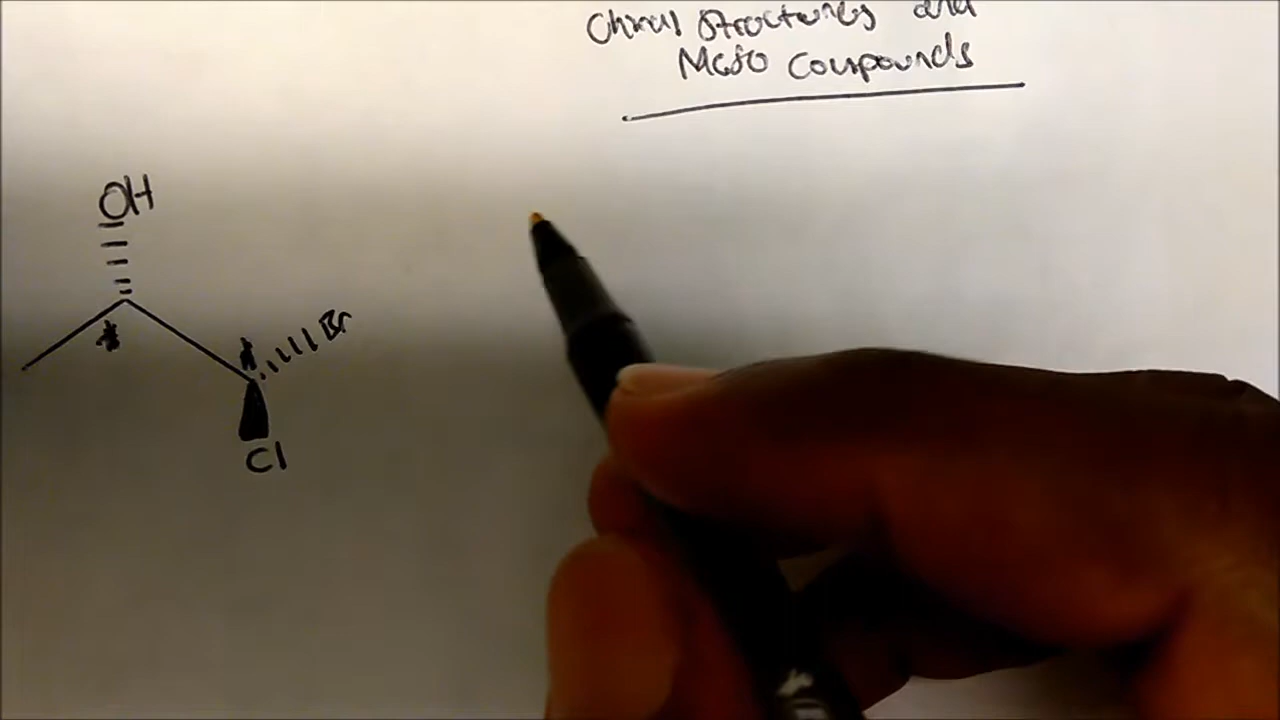 Chiral Structures and
Meso Compounds
OH
*
*
Br
Cl